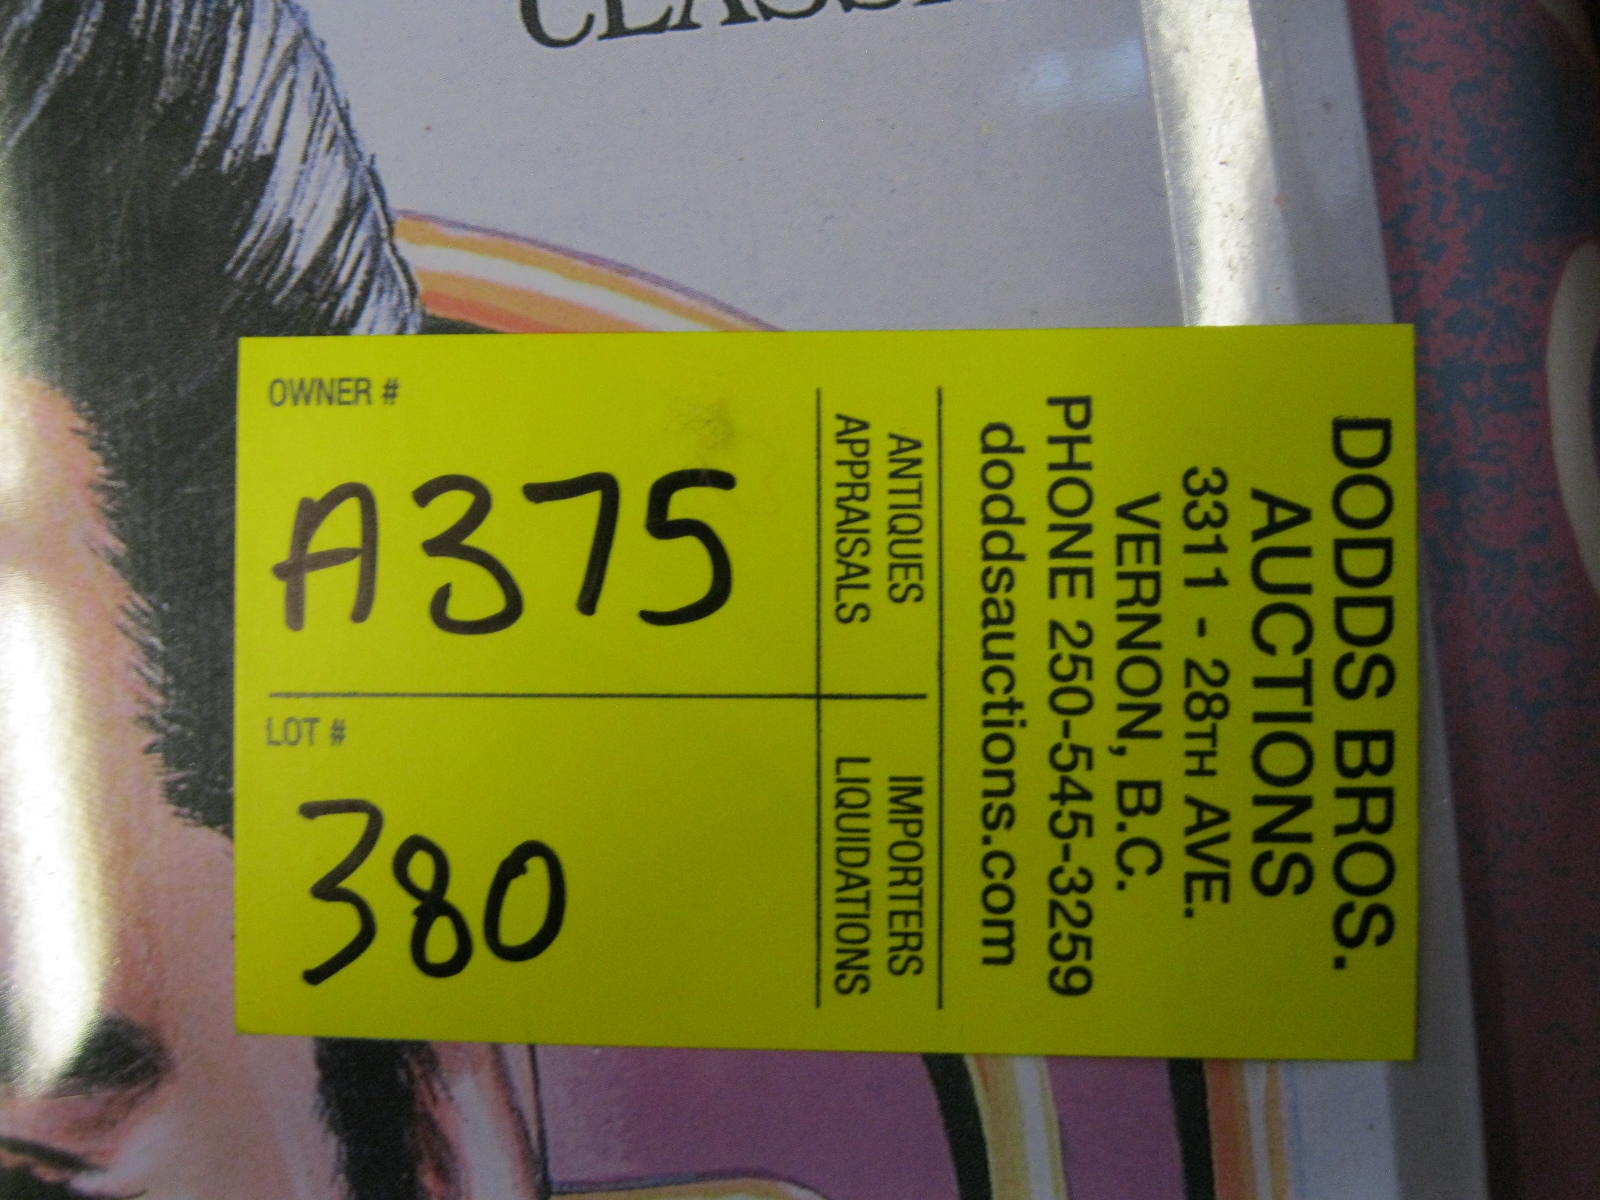 DODDS BROS.
AUCTIONS
3311 - 28TH AVE.
VERNON, B.C.
PHONE 250-545-3259
doddsauctions.com
ANTIQUES
APPRAISALS
IMPORTERS
LIQUIDATIONS
OWNER #
A375
LOT #
380